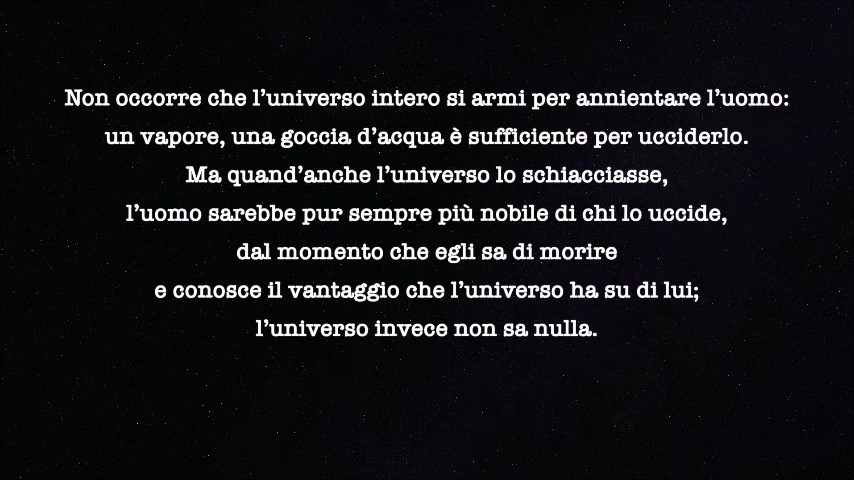 Non occorre che l’universo intero si armi per annientare l’uomo:
un vapore, una goccia d’acqua è sufficiente per ucciderlo.
Ma quand’anche l’universo lo schiacciasse,
l’uomo sarebbe pur sempre più nobile di chi lo uccide,
dal momento che egli sa di morire
e conosce il vantaggio che l’universo ha su di lui;
l’universo invece non sa nulla.